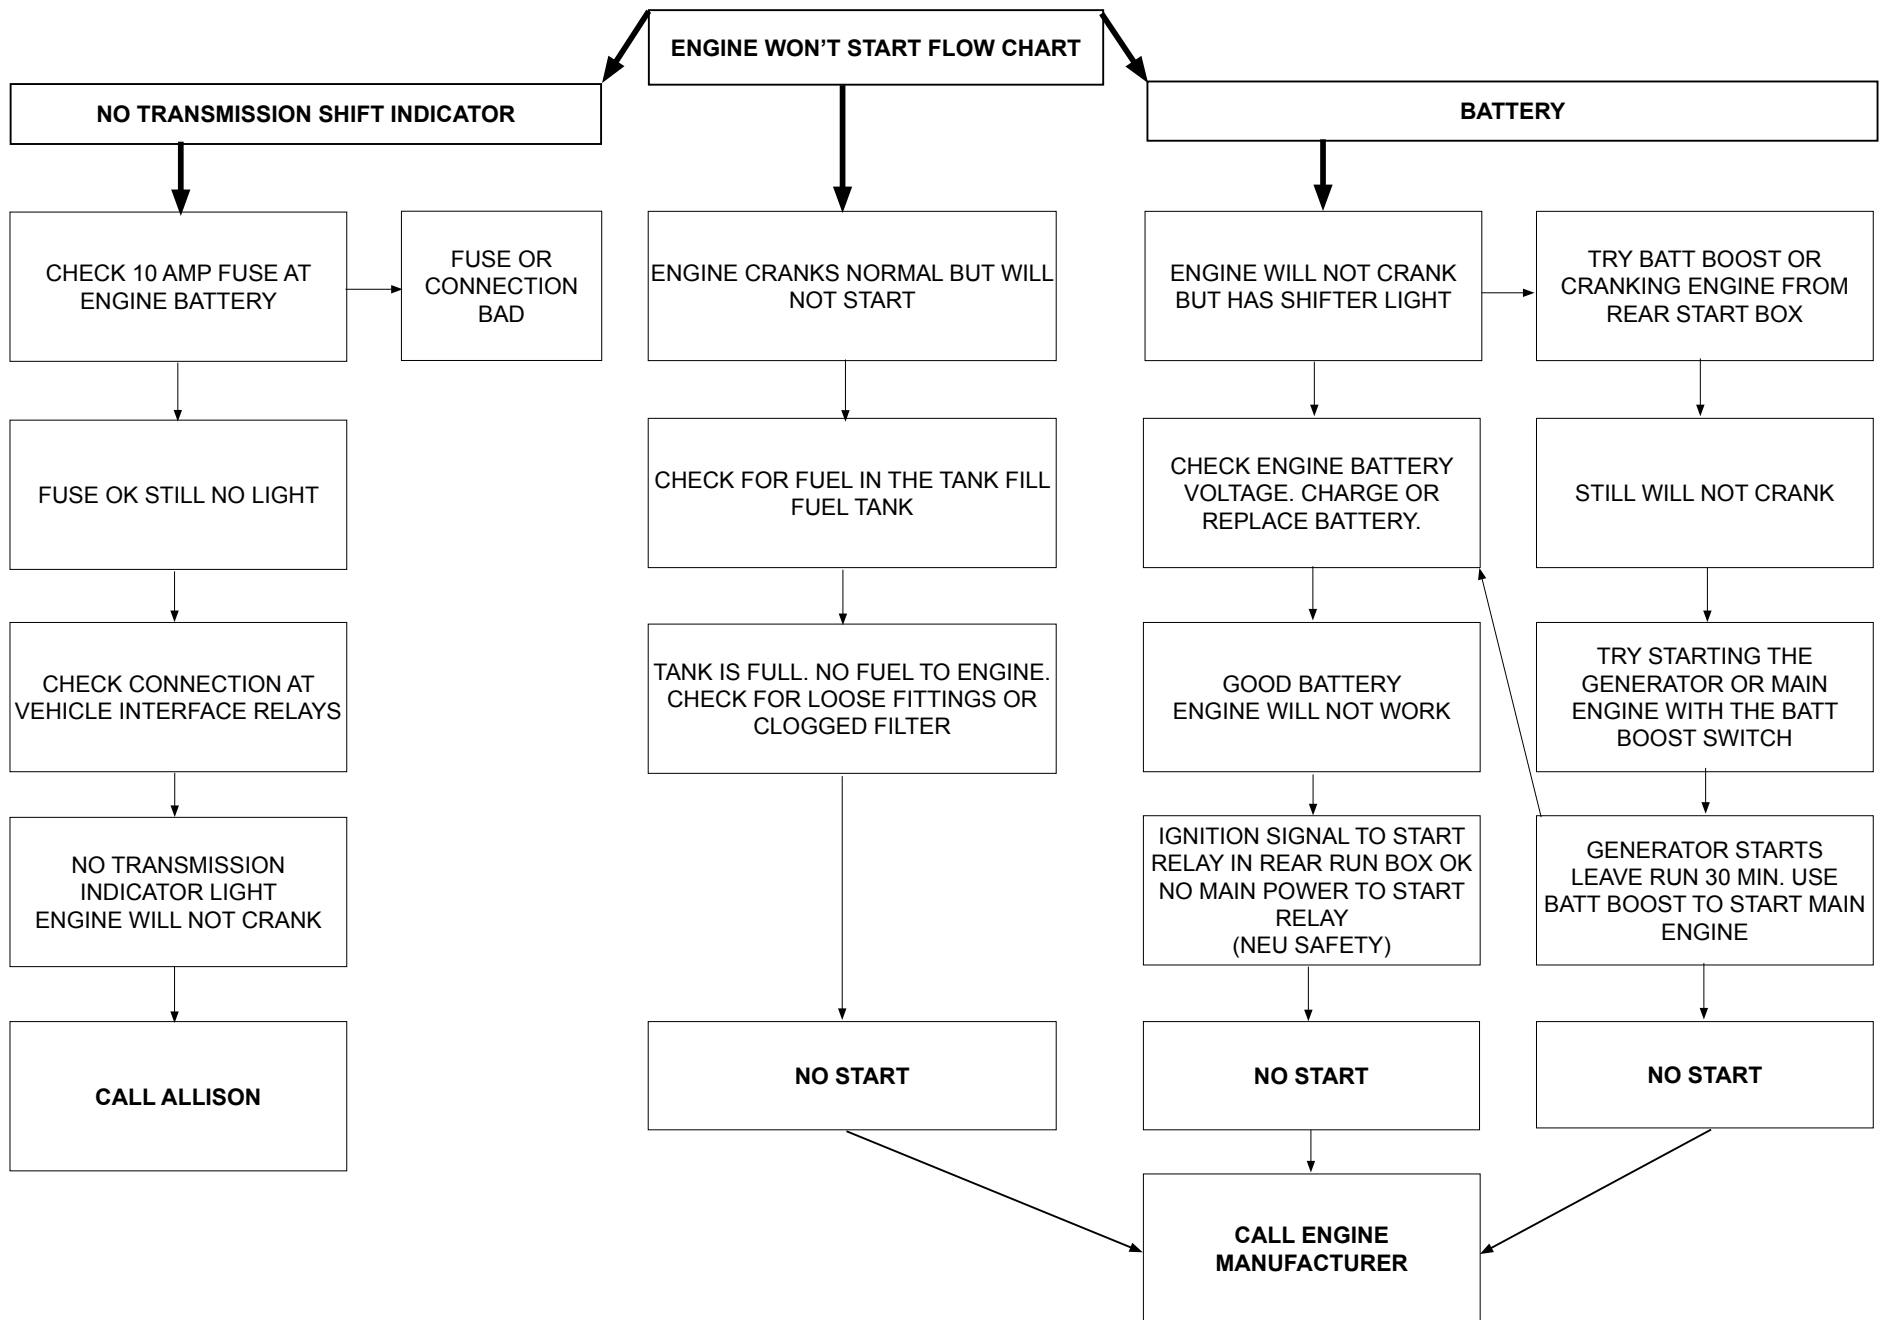 ENGINE WON'T START FLOW CHART
NO TRANSMISSION SHIFT INDICATOR
BATTERY
CHECK 10 AMP FUSE AT
ENGINE BATTERY
FUSE OR
CONNECTION
BAD
FUSE OK STILL NO LIGHT
CHECK CONNECTION AT
VEHICLE INTERFACE RELAYS
NO TRANSMISSION
INDICATOR LIGHT
ENGINE WILL NOT CRANK
CALL ALLISON
ENGINE CRANKS NORMAL BUT WILL
NOT START
CHECK FOR FUEL IN THE TANK FILL
FUEL TANK
TANK IS FULL. NO FUEL TO ENGINE.
CHECK FOR LOOSE FITTINGS OR
CLOGGED FILTER
NO START
ENGINE WILL NOT CRANK
BUT HAS SHIFTER LIGHT
CHECK ENGINE BATTERY
VOLTAGE. CHARGE OR
REPLACE BATTERY.
GOOD BATTERY
ENGINE WILL NOT WORK
IGNITION SIGNAL TO START
RELAY IN REAR RUN BOX OK
NO MAIN POWER TO START
RELAY
(NEU SAFETY)
NO START
TRY BATT BOOST OR
CRANKING ENGINE FROM
REAR START BOX
STILL WILL NOT CRANK
TRY STARTING THE
GENERATOR OR MAIN
ENGINE WITH THE BATT
BOOST SWITCH
GENERATOR STARTS
LEAVE RUN 30 MIN. USE
BATT BOOST TO START MAIN
ENGINE
NO START
CALL ENGINE
MANUFACTURER